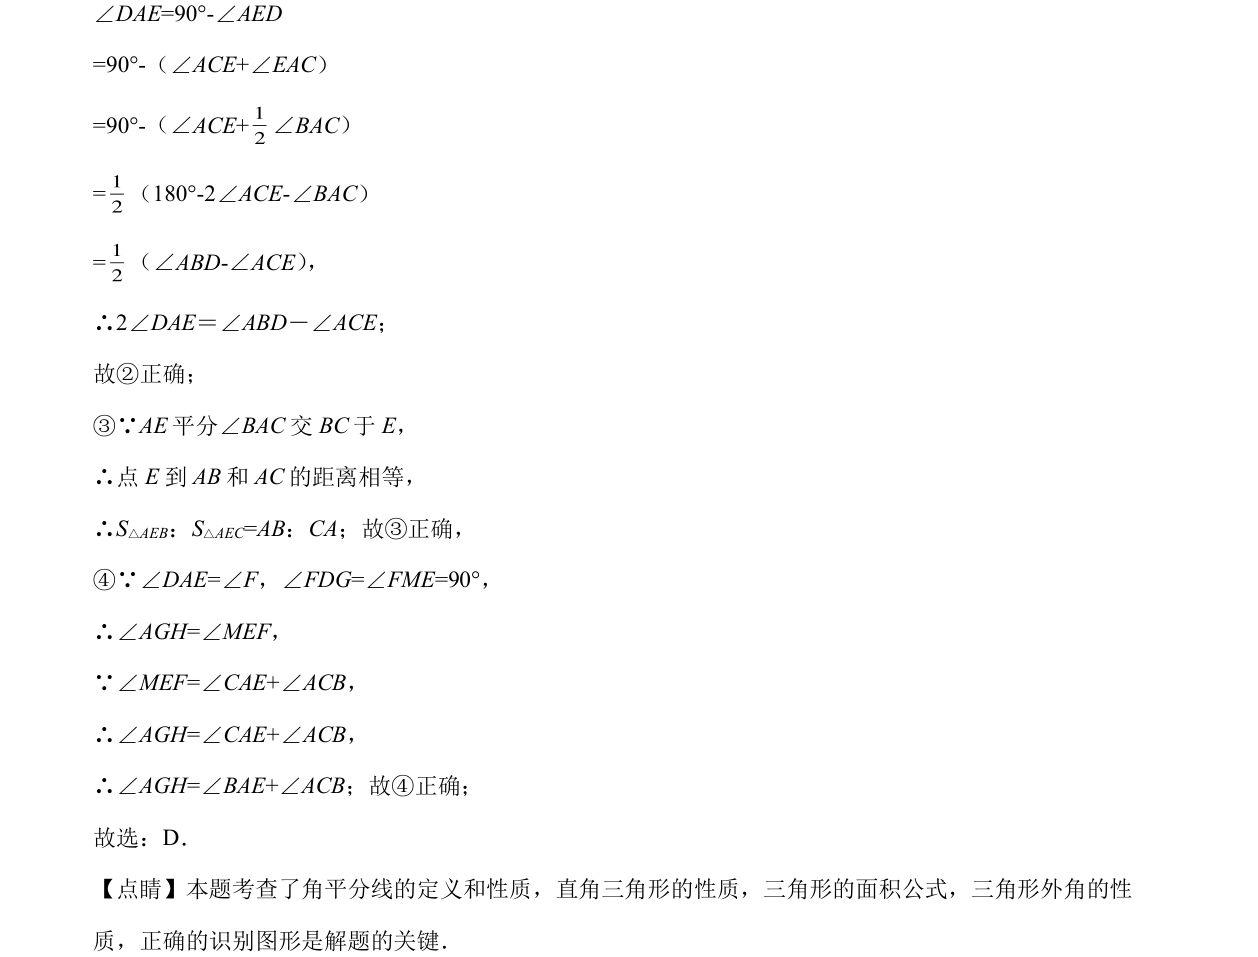 ∠DAE=90°-∠AED
=90°-（∠ACE+∠EAC）
=90°-（∠ACE+1/2∠BAC）
=1/2（180°-2∠ACE-∠BAC）
=1/2（∠ABD-∠ACE），
∴2∠DAE＝∠ABD－∠ACE；
故②正确；
③∵AE平分∠BAC交BC于E，
∴点E到AB和AC的距离相等，
∴S△AEB：S△AEC=AB：CA；故③正确，
④∵∠DAE=∠F，∠FDG=∠FME=90°，
∴∠AGH=∠MEF，
∵∠MEF=∠CAE+∠ACB，
∴∠AGH=∠CAE+∠ACB，
∴∠AGH=∠BAE+∠ACB；故④正确；
故选：D．
【点睛】本题考查了角平分线的定义和性质，直角三角形的性质，三角形的面积公式，三角形外角的性
质，正确的识别图形是解题的关键．